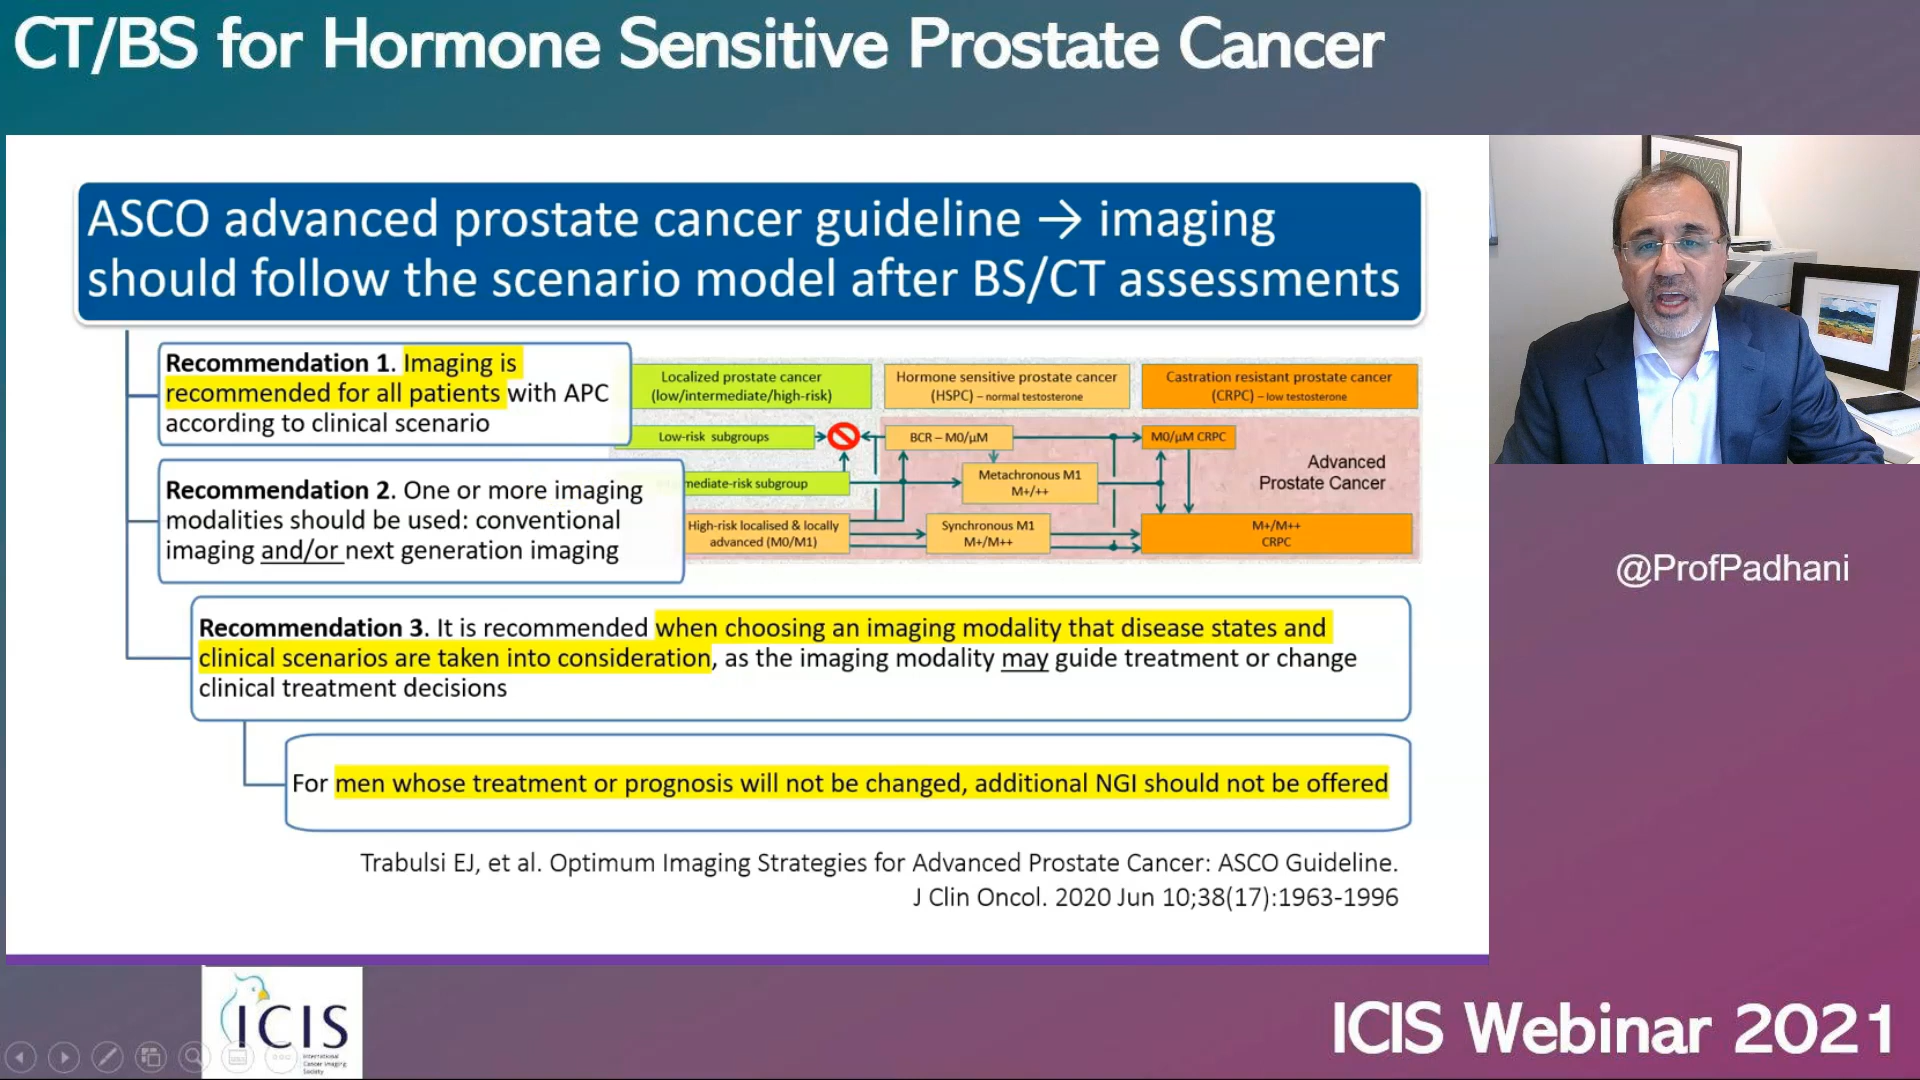 CT/BS for Hormone Sensitive Prostate Cancer
ASCO advanced prostate cancer guideline → imaging
should follow the scenario model after BS/CT assessments
Recommendation 1. Imaging is
recommended for all patients with APC
according to clinical scenario
Recommendation 2. One or more imaging
modalities should be used: conventional
imaging and/or next generation imaging
Localized prostate cancer
(low/intermediate/high-risk)
Hormone sensitive prostate cancer
(HSPC) – normal testosterone
Castration resistant prostate cancer
(CRPC) – low testosterone
Low-risk subgroups
BCR – M0/µM
M0/µM CRPC
mediate-risk subgroup
Metachronous M1
M+/++
Advanced
Prostate Cancer
High-risk localised & locally
advanced (M0/M1)
Synchronous M1
M+/M++
M+/M++
CRPC
Recommendation 3. It is recommended when choosing an imaging modality that disease states and
clinical scenarios are taken into consideration, as the imaging modality may guide treatment or change
clinical treatment decisions
For men whose treatment or prognosis will not be changed, additional NGI should not be offered
Trabulsi EJ, et al. Optimum Imaging Strategies for Advanced Prostate Cancer: ASCO Guideline.
J Clin Oncol. 2020 Jun 10;38(17):1963-1996
@ProfPadhani
ICIS
International
Cancer Imaging
Society
ICIS Webinar 2021